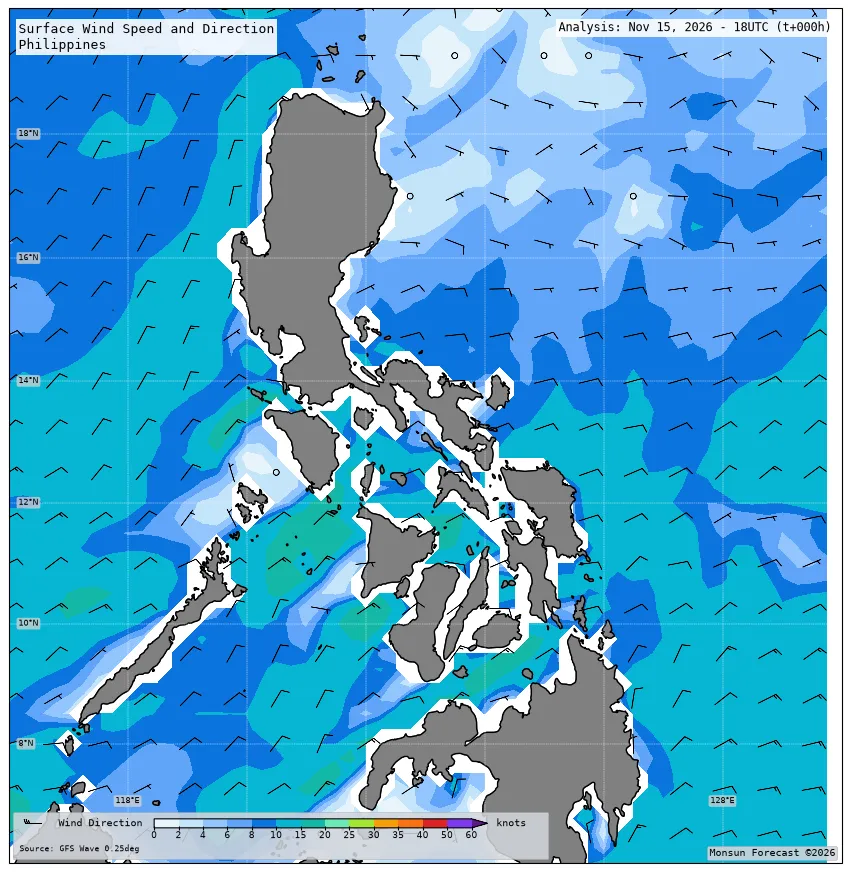 Surface Wind Speed and Direction
Philippines
Analysis: Nov 15, 2026 - 18UTC (t+000h)
18°N
16°N
14°N
12°N
10°N
8°N
118°E
128°E
Wind Direction
knots
0 2 4 6 8 10 15 20 25 30 35 40 50 60
Source: GFS Wave 0.25deg
Monsun Forecast ©2026